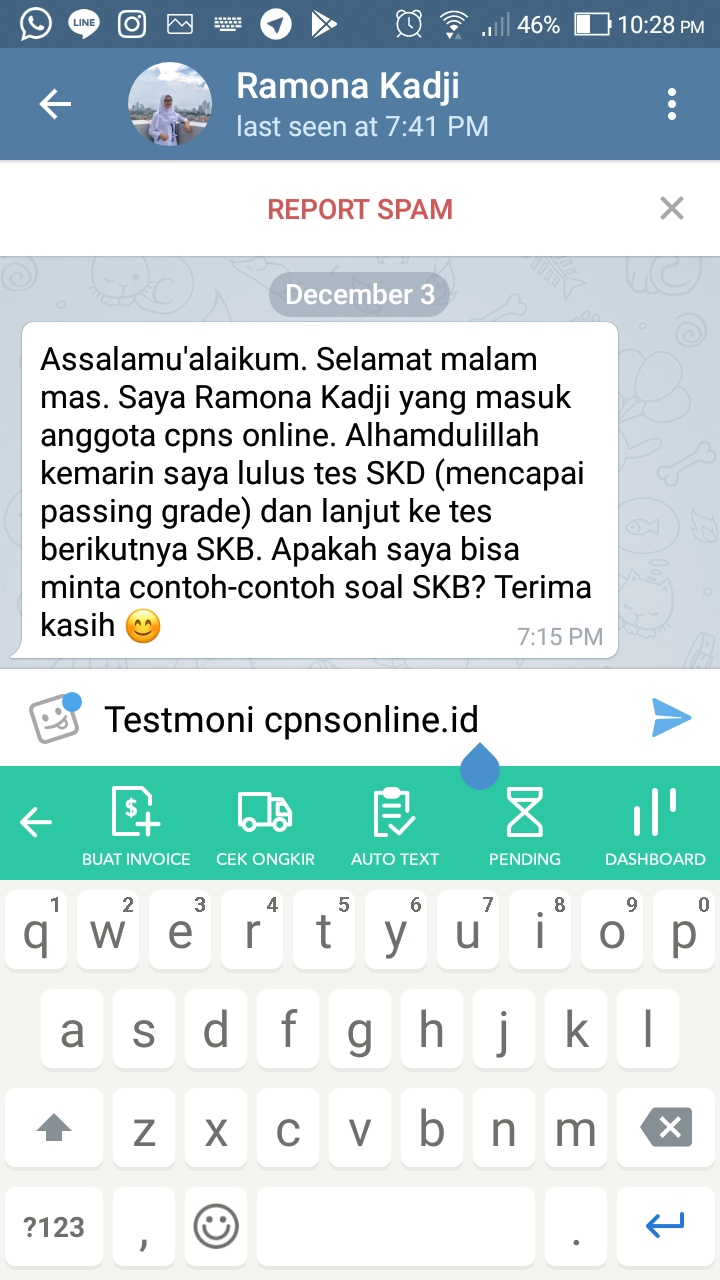 LINE
46%
10:28 PM
Ramona Kadji
last seen at 7:41 PM
REPORT SPAM
December 3
Assalamu'alaikum. Selamat malam
mas. Saya Ramona Kadji yang masuk
anggota cpns online. Alhamdulillah
kemarin saya lulus tes SKD (mencapai
passing grade) dan lanjut ke tes
berikutnya SKB. Apakah saya bisa
minta contoh-contoh soal SKB? Terima
kasih 😊
7:15 PM
Testmoni cpnsonline.id
BUAT INVOICE CEK ONGKIR AUTO TEXT PENDING DASHBOARD
1 2 3 4 5 6 7 8 9 0
q w e r t y u i o p
a s d f g h j k l
z x c v b n m
?123 , .